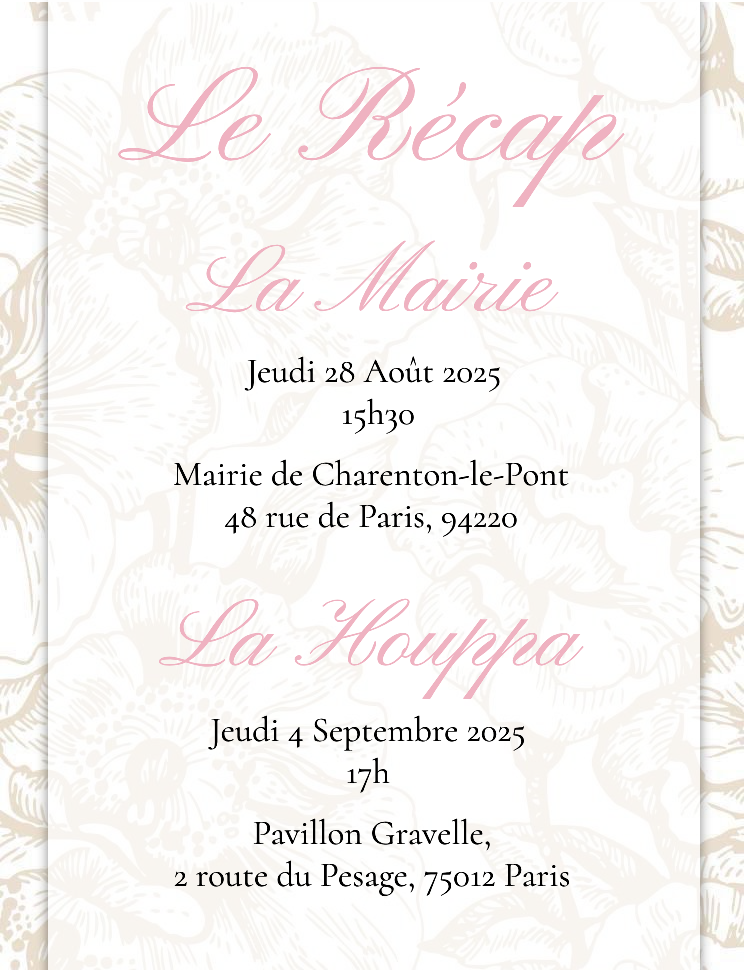 Le Récap
La Mairie
Jeudi 28 Août 2025
15h30
Mairie de Charenton-le-Pont
48 rue de Paris, 94220
La Houppa
Jeudi 4 Septembre 2025
17h
Pavillon Gravelle,
2 route du Pesage, 75012 Paris